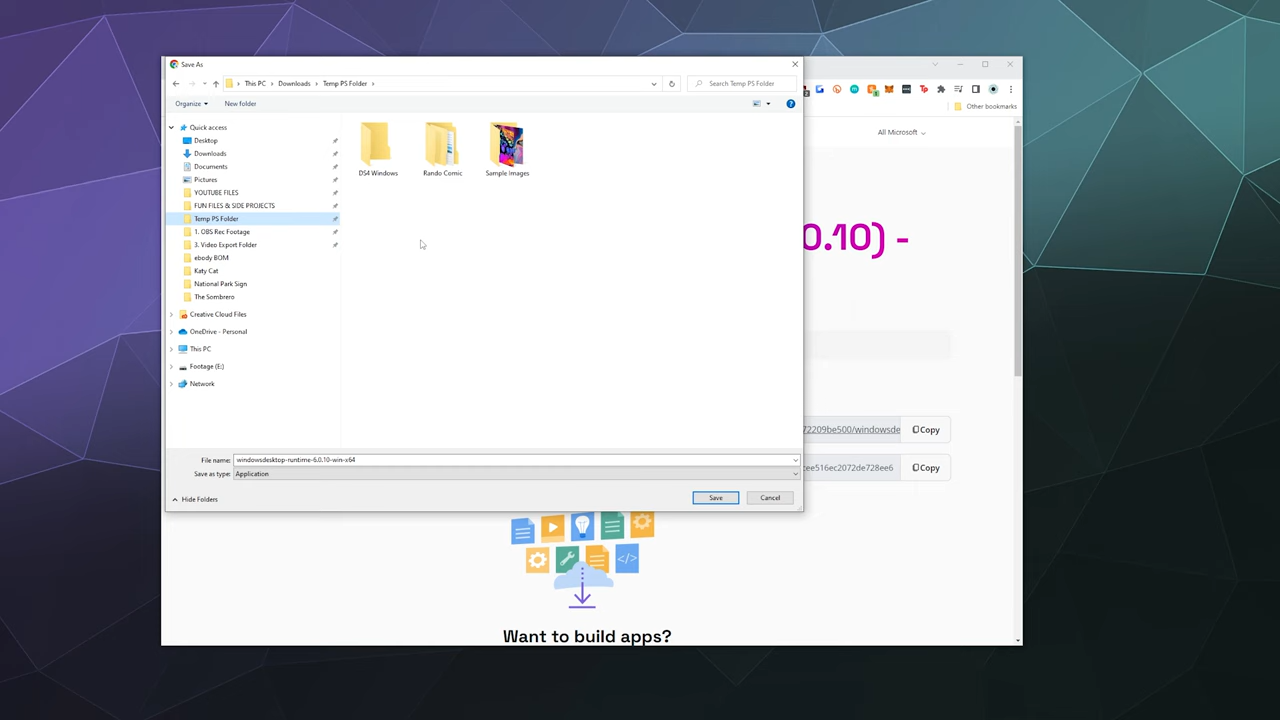 Save As
This PC > Downloads > Temp PS Folder >
Search Temp PS Folder
Organize
New folder
Quick access
Desktop
Downloads
Documents
Pictures
YOUTUBE FILES
FUN FILES & SIDE PROJECTS
Temp PS Folder
1. OBS Rec Footage
3. Video Export Folder
ebody BOM
Katy Cat
National Park Sign
The Sombrero
Creative Cloud Files
OneDrive - Personal
This PC
Footage (E:)
Network
DS4 Windows
Rando Comic
Sample Images
File name: windowsdesktop-runtime-6.0.10-win-x64
Save as type: Application
Hide Folders
Save
Cancel
Other bookmarks
All Microsoft
0.10) -
72209be500/windowsde
Copy
cee516ec2072de728ee6
Copy
Want to build apps?